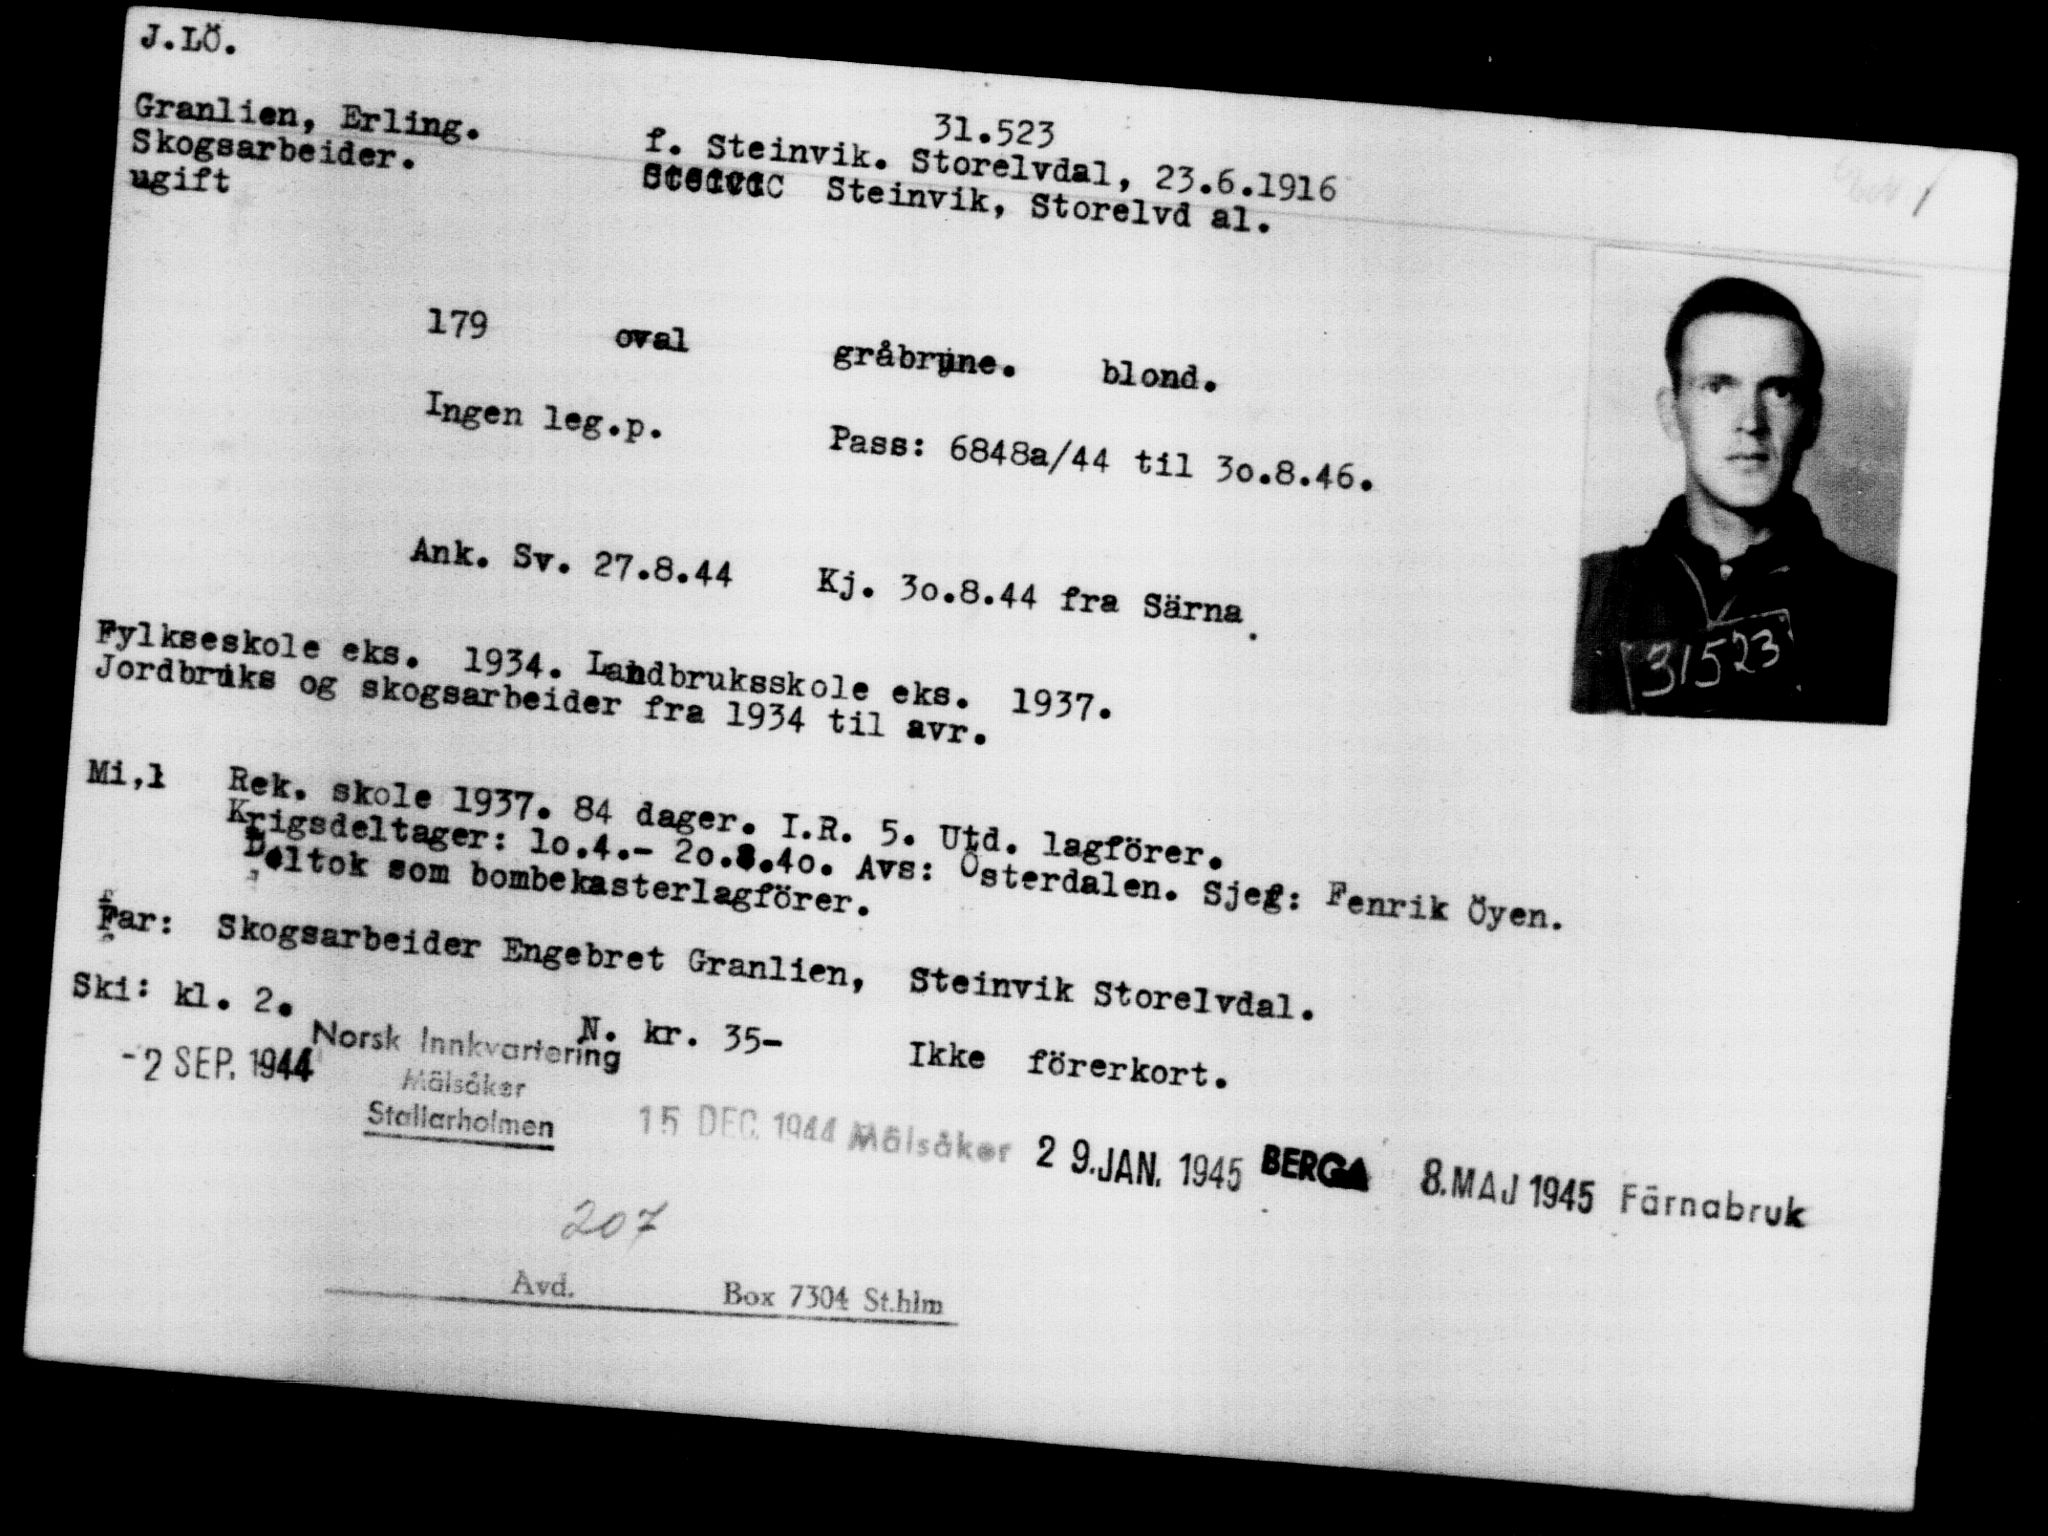 J.LÖ.
31.523
Granlien, Erling. f. Steinvik. Storelvdal, 23.6.1916
Skogsarbeider. Steinvik, Storelvd al.
ugift
179 oval gråbrune. blond.
Ingen leg.p. Pass: 6848a/44 til 3o.8.46.
Ank. Sv. 27.8.44 Kj. 3o.8.44 fra Särna.
31523
Fylkseskole eks. 1934. Landbruksskole eks. 1937.
Jordbruks og skogsarbeider fra 1934 til avr.
Mi,l Rek. skole 1937. 84 dager. I.R. 5. Utd. lagförer.
Krigsdeltager: lo.4.- 2o.8.4o. Avs: Österdalen. Sjef: Fenrik Öyen.
Deltok som bombekasterlagförer.
Far: Skogsarbeider Engebret Granlien, Steinvik Storelvdal.
Ski: kl. 2. N. kr. 35- Ikke förerkort.
-2 SEP. 1944 Norsk Innkvartering
Mälsåker
Stallarholmen
15 DEC. 1944 Mälsåker 29. JAN. 1945 BERGA 8. MAJ 1945 Färnabruk
207
Avd. Box 7304 St.hlm